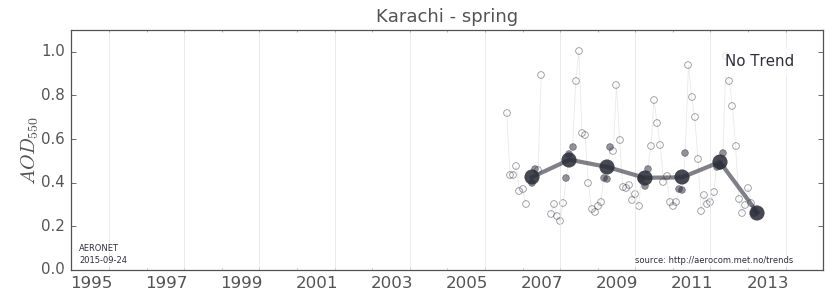 Karachi - spring
1.0
0.8
0.6
0.4
0.2
0.0
AOD550
No Trend
AERONET
2015-09-24
source: http://aerocom.met.no/trends
1995 1997 1999 2001 2003 2005 2007 2009 2011 2013